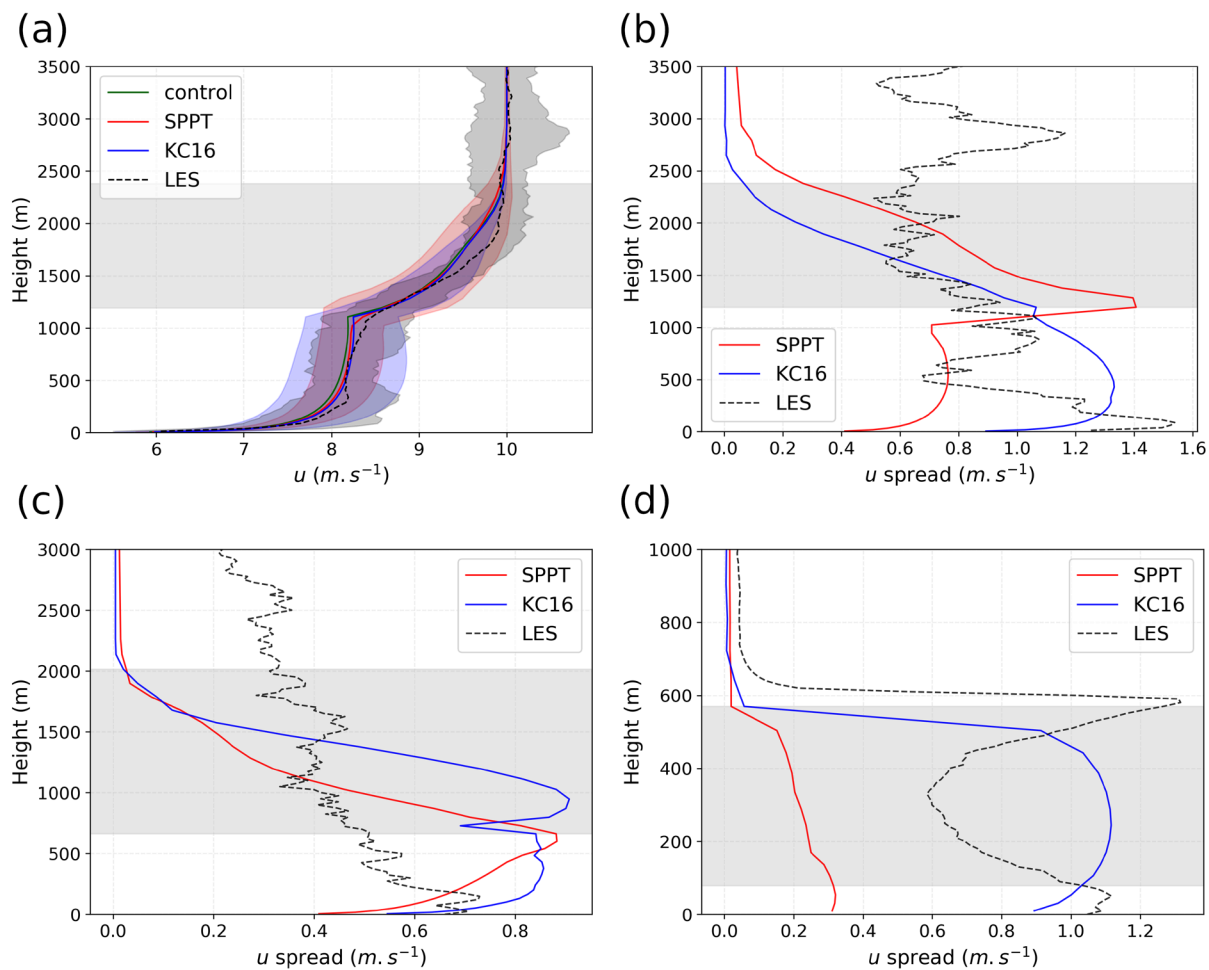 (a)
3500
3000
2500
2000
1500
1000
500
0
Height (m)
control
SPPT
KC16
LES
6 7 8 9 10
u (m.s⁻¹)
(b)
3500
3000
2500
2000
1500
1000
500
0
Height (m)
SPPT
KC16
LES
0.0 0.2 0.4 0.6 0.8 1.0 1.2 1.4 1.6
u spread (m.s⁻¹)
(c)
3000
2500
2000
1500
1000
500
0
Height (m)
SPPT
KC16
LES
0.0 0.2 0.4 0.6 0.8
u spread (m.s⁻¹)
(d)
1000
800
600
400
200
0
Height (m)
SPPT
KC16
LES
0.0 0.2 0.4 0.6 0.8 1.0 1.2
u spread (m.s⁻¹)